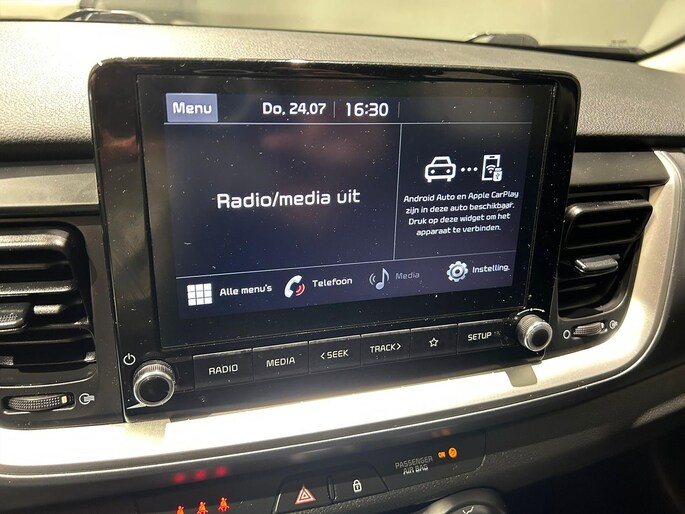 Menu
Do, 24.07
16:30
Radio/media uit
Android Auto en Apple CarPlay
zijn in deze auto beschikbaar.
Druk op deze widget om het
apparaat te verbinden.
Alle menu's
Telefoon
Media
Instelling.
RADIO
MEDIA
< SEEK
TRACK >
SETUP
PASSENGER
AIR BAG
ON